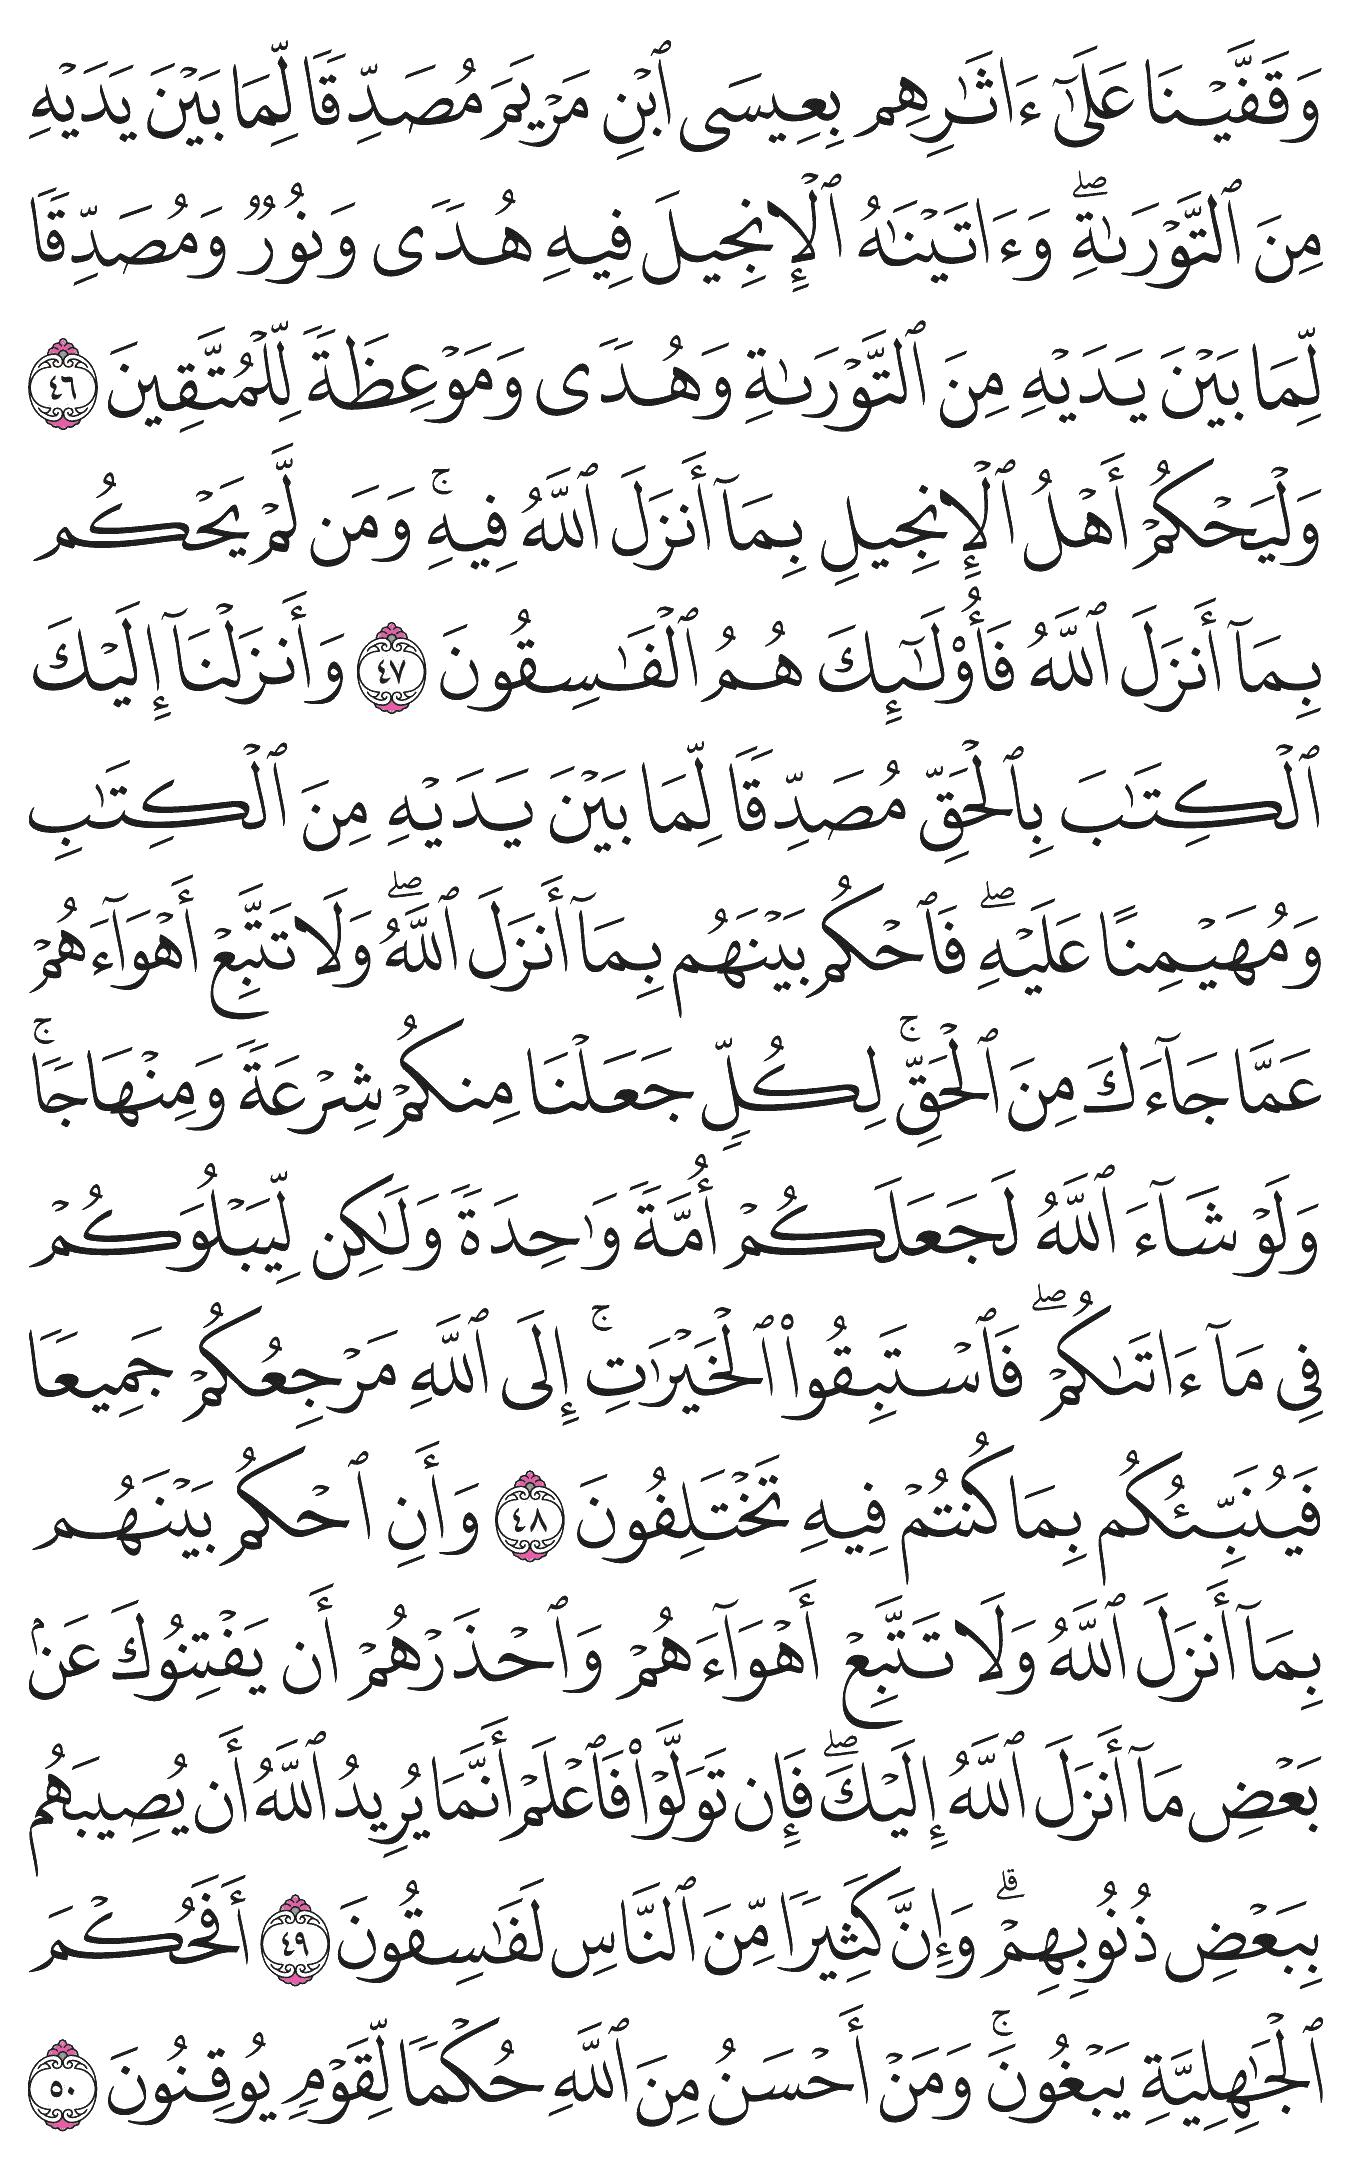 وَقَفَّيۡنَا عَلَىٰٓ ءَاثَٰرِهِم بِعِيسَى ٱبۡنِ مَرۡيَمَ مُصَدِّقٗا لِّمَا بَيۡنَ يَدَيۡهِ
مِنَ ٱلتَّوۡرَىٰةِۖ وَءَاتَيۡنَٰهُ ٱلۡإِنجِيلَ فِيهِ هُدٗى وَنُورٞ وَمُصَدِّقٗا
لِّمَا بَيۡنَ يَدَيۡهِ مِنَ ٱلتَّوۡرَىٰةِ وَهُدٗى وَمَوۡعِظَةٗ لِّلۡمُتَّقِينَ ٤٦
وَلۡيَحۡكُمۡ أَهۡلُ ٱلۡإِنجِيلِ بِمَآ أَنزَلَ ٱللَّهُ فِيهِۚ وَمَن لَّمۡ يَحۡكُم
بِمَآ أَنزَلَ ٱللَّهُ فَأُوْلَٰٓئِكَ هُمُ ٱلۡفَٰسِقُونَ ٤٧ وَأَنزَلۡنَآ إِلَيۡكَ
ٱلۡكِتَٰبَ بِٱلۡحَقِّ مُصَدِّقٗا لِّمَا بَيۡنَ يَدَيۡهِ مِنَ ٱلۡكِتَٰبِ
وَمُهَيۡمِنًا عَلَيۡهِۖ فَٱحۡكُم بَيۡنَهُم بِمَآ أَنزَلَ ٱللَّهُۖ وَلَا تَتَّبِعۡ أَهۡوَآءَهُمۡ
عَمَّا جَآءَكَ مِنَ ٱلۡحَقِّۚ لِكُلّٖ جَعَلۡنَا مِنكُمۡ شِرۡعَةٗ وَمِنۡهَاجٗاۚ
وَلَوۡ شَآءَ ٱللَّهُ لَجَعَلَكُمۡ أُمَّةٗ وَٰحِدَةٗ وَلَٰكِن لِّيَبۡلُوَكُمۡ
فِي مَآ ءَاتَىٰكُمۡۖ فَٱسۡتَبِقُواْ ٱلۡخَيۡرَٰتِۚ إِلَى ٱللَّهِ مَرۡجِعُكُمۡ جَمِيعٗا
فَيُنَبِّئُكُم بِمَا كُنتُمۡ فِيهِ تَخۡتَلِفُونَ ٤٨ وَأَنِ ٱحۡكُم بَيۡنَهُم
بِمَآ أَنزَلَ ٱللَّهُ وَلَا تَتَّبِعۡ أَهۡوَآءَهُمۡ وَٱحۡذَرۡهُمۡ أَن يَفۡتِنُوكَ عَنۢ
بَعۡضِ مَآ أَنزَلَ ٱللَّهُ إِلَيۡكَۖ فَإِن تَوَلَّوۡاْ فَٱعۡلَمۡ أَنَّمَا يُرِيدُ ٱللَّهُ أَن يُصِيبَهُم
بِبَعۡضِ ذُنُوبِهِمۡۗ وَإِنَّ كَثِيرٗا مِّنَ ٱلنَّاسِ لَفَٰسِقُونَ ٤٩ أَفَحُكۡمَ
ٱلۡجَٰهِلِيَّةِ يَبۡغُونَۚ وَمَنۡ أَحۡسَنُ مِنَ ٱللَّهِ حُكۡمٗا لِّقَوۡمٖ يُوقِنُونَ ٥٠